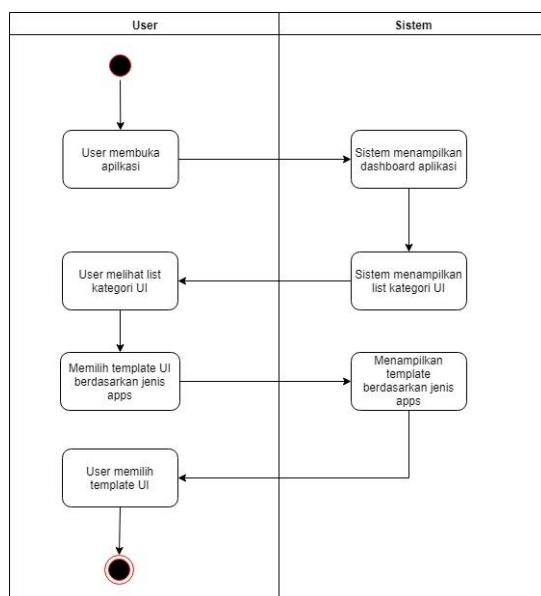 User
Sistem
User membuka
apilkasi
Sistem menampilkan
dashboard aplikasi
User melihat list
kategori UI
Sistem menampilkan
list kategori UI
Memilih template UI
berdasarkan jenis
apps
Menampilkan
template
berdasarkan jenis
apps
User memilih
template UI